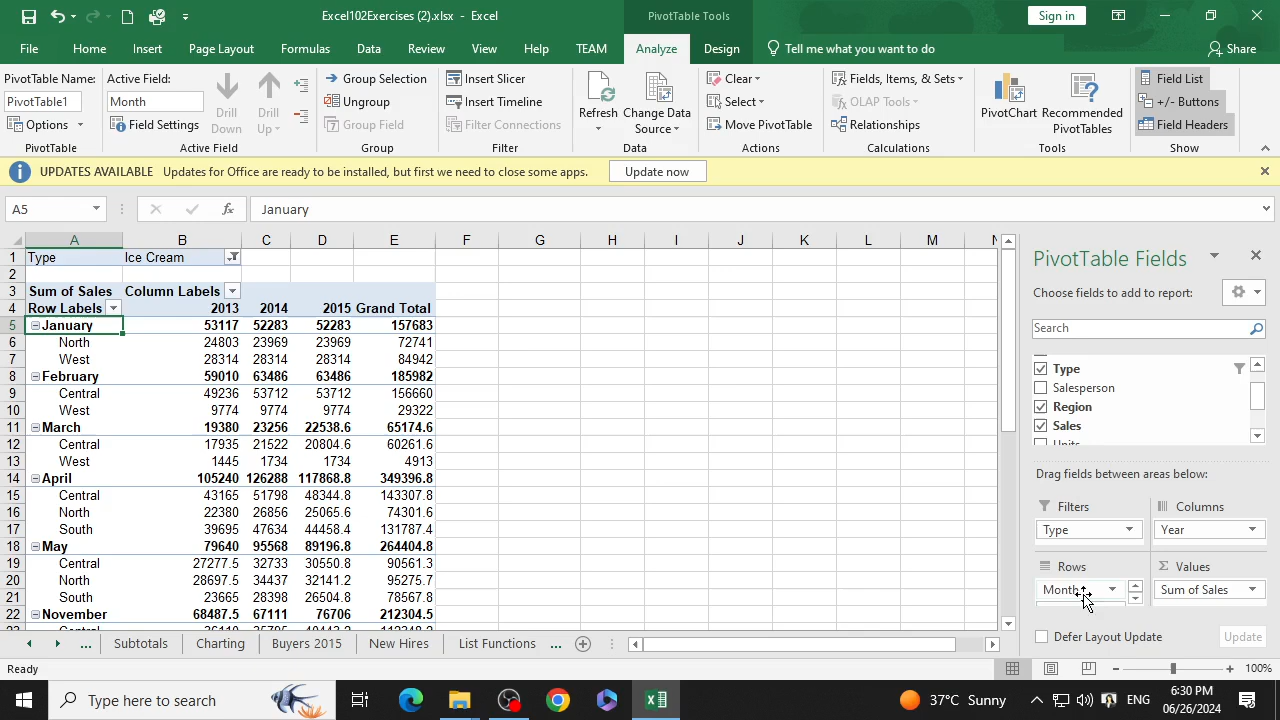 Excel102Exercises (2).xlsx - Excel
PivotTable Tools
Sign in
File
Home
Insert
Page Layout
Formulas
Data
Review
View
Help
TEAM
Analyze
Design
Tell me what you want to do
Share
PivotTable Name:
PivotTable1
Options
PivotTable
Active Field:
Month
Field Settings
Drill Down
Drill Up
Active Field
Group Selection
Ungroup
Group Field
Group
Insert Slicer
Insert Timeline
Filter Connections
Filter
Refresh
Change Data Source
Data
Clear
Select
Move PivotTable
Actions
Fields, Items, & Sets
OLAP Tools
Relationships
Calculations
PivotChart
Recommended PivotTables
Tools
Field List
+/- Buttons
Field Headers
Show
UPDATES AVAILABLE Updates for Office are ready to be installed, but first we need to close some apps. Update now
A5 fx January
A B C D E F G H I J K L M N
1 Type Ice Cream
2
3 Sum of Sales Column Labels
4 Row Labels 2013 2014 2015 Grand Total
5 January 53117 52283 52283 157683
6 North 24803 23969 23969 72741
7 West 28314 28314 28314 84942
8 February 59010 63486 63486 185982
9 Central 49236 53712 53712 156660
10 West 9774 9774 9774 29322
11 March 19380 23256 22538.6 65174.6
12 Central 17935 21522 20804.6 60261.6
13 West 1445 1734 1734 4913
14 April 105240 126288 117868.8 349396.8
15 Central 43165 51798 48344.8 143307.8
16 North 22380 26856 25065.6 74301.6
17 South 39695 47634 44458.4 131787.4
18 May 79640 95568 89196.8 264404.8
19 Central 27277.5 32733 30550.8 90561.3
20 North 28697.5 34437 32141.2 95275.7
21 South 23665 28398 26504.8 78567.8
22 November 68487.5 67111 76706 212304.5
PivotTable Fields
Choose fields to add to report:
Search
Type
Salesperson
Region
Sales
Drag fields between areas below:
Filters
Type
Columns
Year
Rows
Month
Values
Sum of Sales
Defer Layout Update
Update
... Subtotals Charting Buyers 2015 New Hires List Functions ...
Ready
100%
Type here to search
37°C Sunny
ENG
6:30 PM
06/26/2024